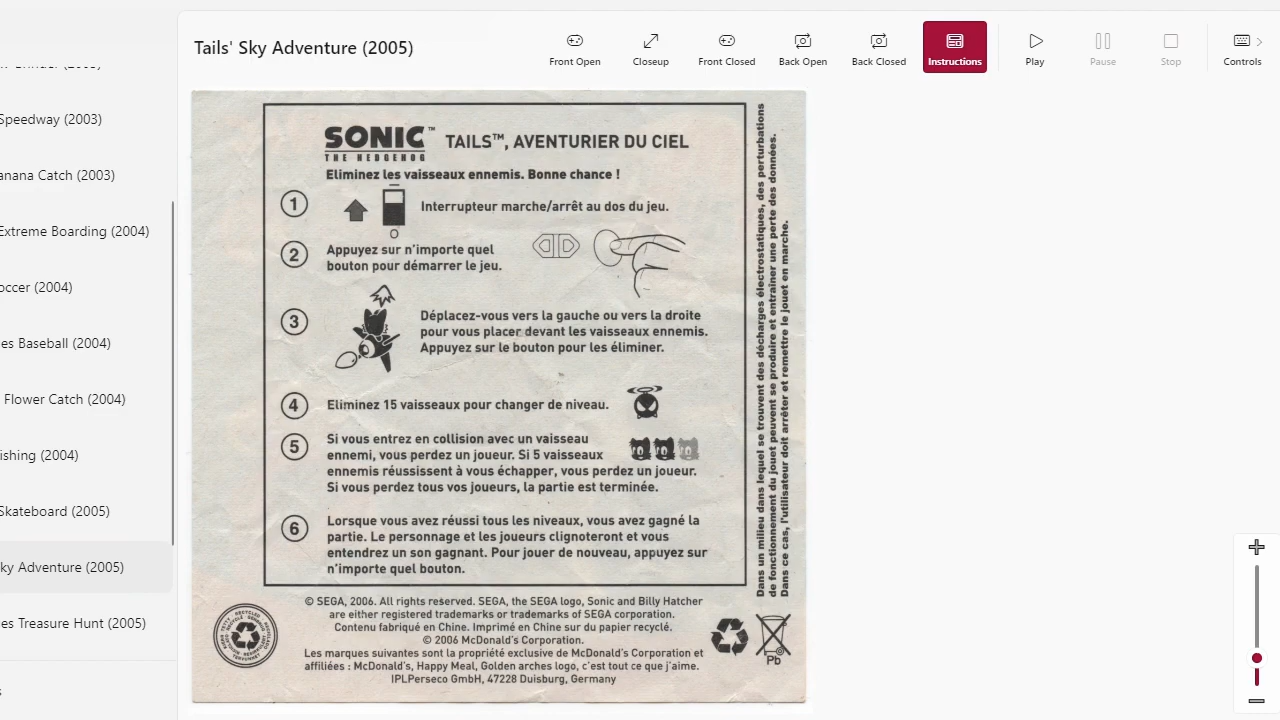 Tails' Sky Adventure (2005)
Front Open
Closeup
Front Closed
Back Open
Back Closed
Instructions
Play
Pause
Stop
Controls
Speedway (2003)
anana Catch (2003)
Extreme Boarding (2004)
occer (2004)
es Baseball (2004)
Flower Catch (2004)
ishing (2004)
Skateboard (2005)
ky Adventure (2005)
es Treasure Hunt (2005)
s
SONIC™
THE HEDGEHOG
TAILS™, AVENTURIER DU CIEL
Eliminez les vaisseaux ennemis. Bonne chance !
1
Interrupteur marche/arrêt au dos du jeu.
2
Appuyez sur n'importe quel
bouton pour démarrer le jeu.
3
Déplacez-vous vers la gauche ou vers la droite
pour vous placer devant les vaisseaux ennemis.
Appuyez sur le bouton pour les éliminer.
4
Eliminez 15 vaisseaux pour changer de niveau.
5
Si vous entrez en collision avec un vaisseau
ennemi, vous perdez un joueur. Si 5 vaisseaux
ennemis réussissent à vous échapper, vous perdez un joueur.
Si vous perdez tous vos joueurs, la partie est terminée.
6
Lorsque vous avez réussi tous les niveaux, vous avez gagné la
partie. Le personnage et les joueurs clignoteront et vous
entendrez un son gagnant. Pour jouer de nouveau, appuyez sur
n'importe quel bouton.
Dans un milieu dans lequel se trouvent des décharges électrostatiques, des perturbations
de fonctionnement du jouet peuvent se produire et entraîner une perte des données.
Dans ce cas, l'utilisateur doit arrêter et remettre le jouet en marche.
© SEGA, 2006. All rights reserved. SEGA, the SEGA logo, Sonic and Billy Hatcher
are either registered trademarks or trademarks of SEGA corporation.
Contenu fabriqué en Chine. Imprimé en Chine sur du papier recyclé.
© 2006 McDonald's Corporation.
Les marques suivantes sont la propriété exclusive de McDonald's Corporation et
affiliées : McDonald's, Happy Meal, Golden arches logo, c'est tout ce que j'aime.
IPLPerseco GmbH, 47228 Duisburg, Germany
Pb